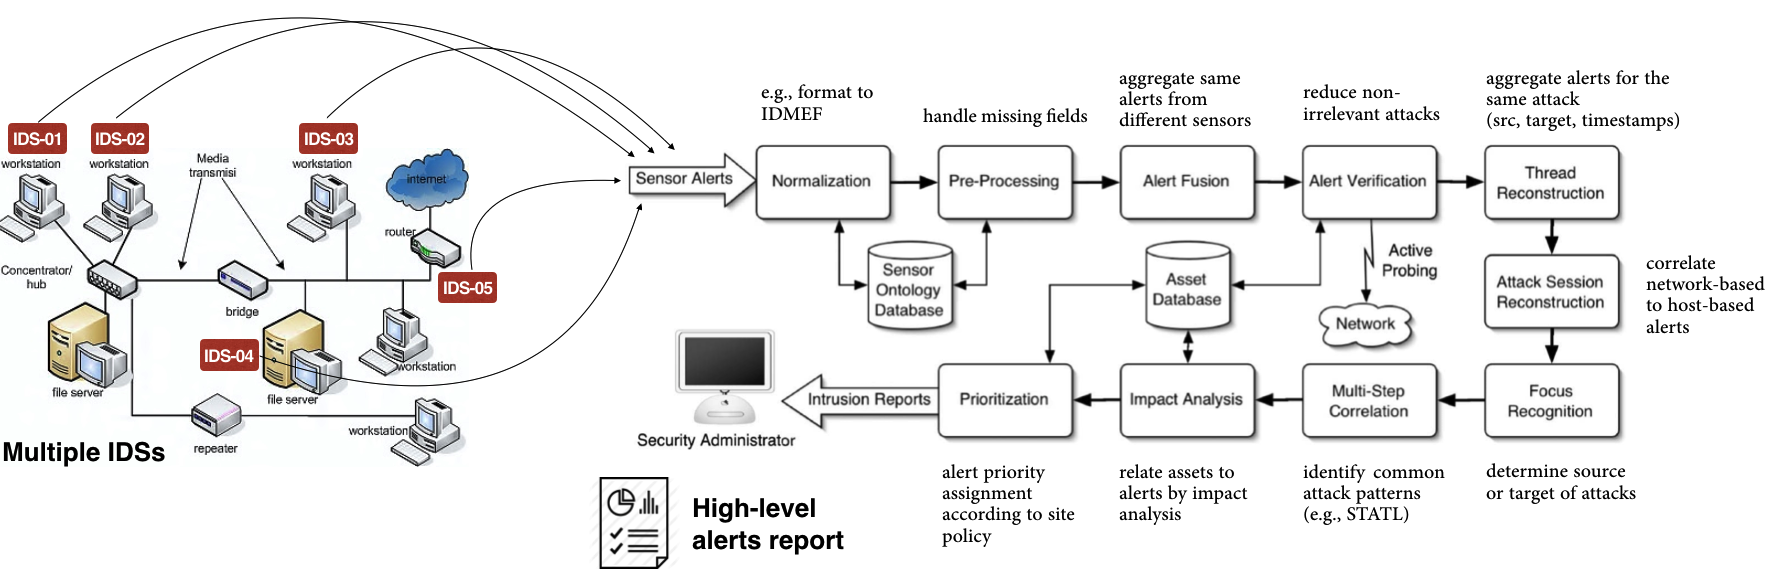 IDS-01
IDS-02
IDS-03
workstation
workstation
workstation
Media
transmisi
internet
router
Concentrator/
hub
bridge
IDS-05
IDS-04
file server
file server
workstation
repeater
workstation
Multiple IDSs
Sensor Alerts
e.g., format to
IDMEF
Normalization
handle missing fields
Pre-Processing
aggregate same
alerts from
different sensors
Alert Fusion
reduce non-
irrelevant attacks
Alert Verification
aggregate alerts for the
same attack
(src, target, timestamps)
Thread
Reconstruction
Sensor
Ontology
Database
Asset
Database
Active
Probing
Network
Attack Session
Reconstruction
correlate
network-based
to host-based
alerts
Focus
Recognition
determine source
or target of attacks
Multi-Step
Correlation
identify common
attack patterns
(e.g., STATL)
Impact Analysis
relate assets to
alerts by impact
analysis
Prioritization
alert priority
assignment
according to site
policy
Intrusion Reports
Security Administrator
High-level
alerts report